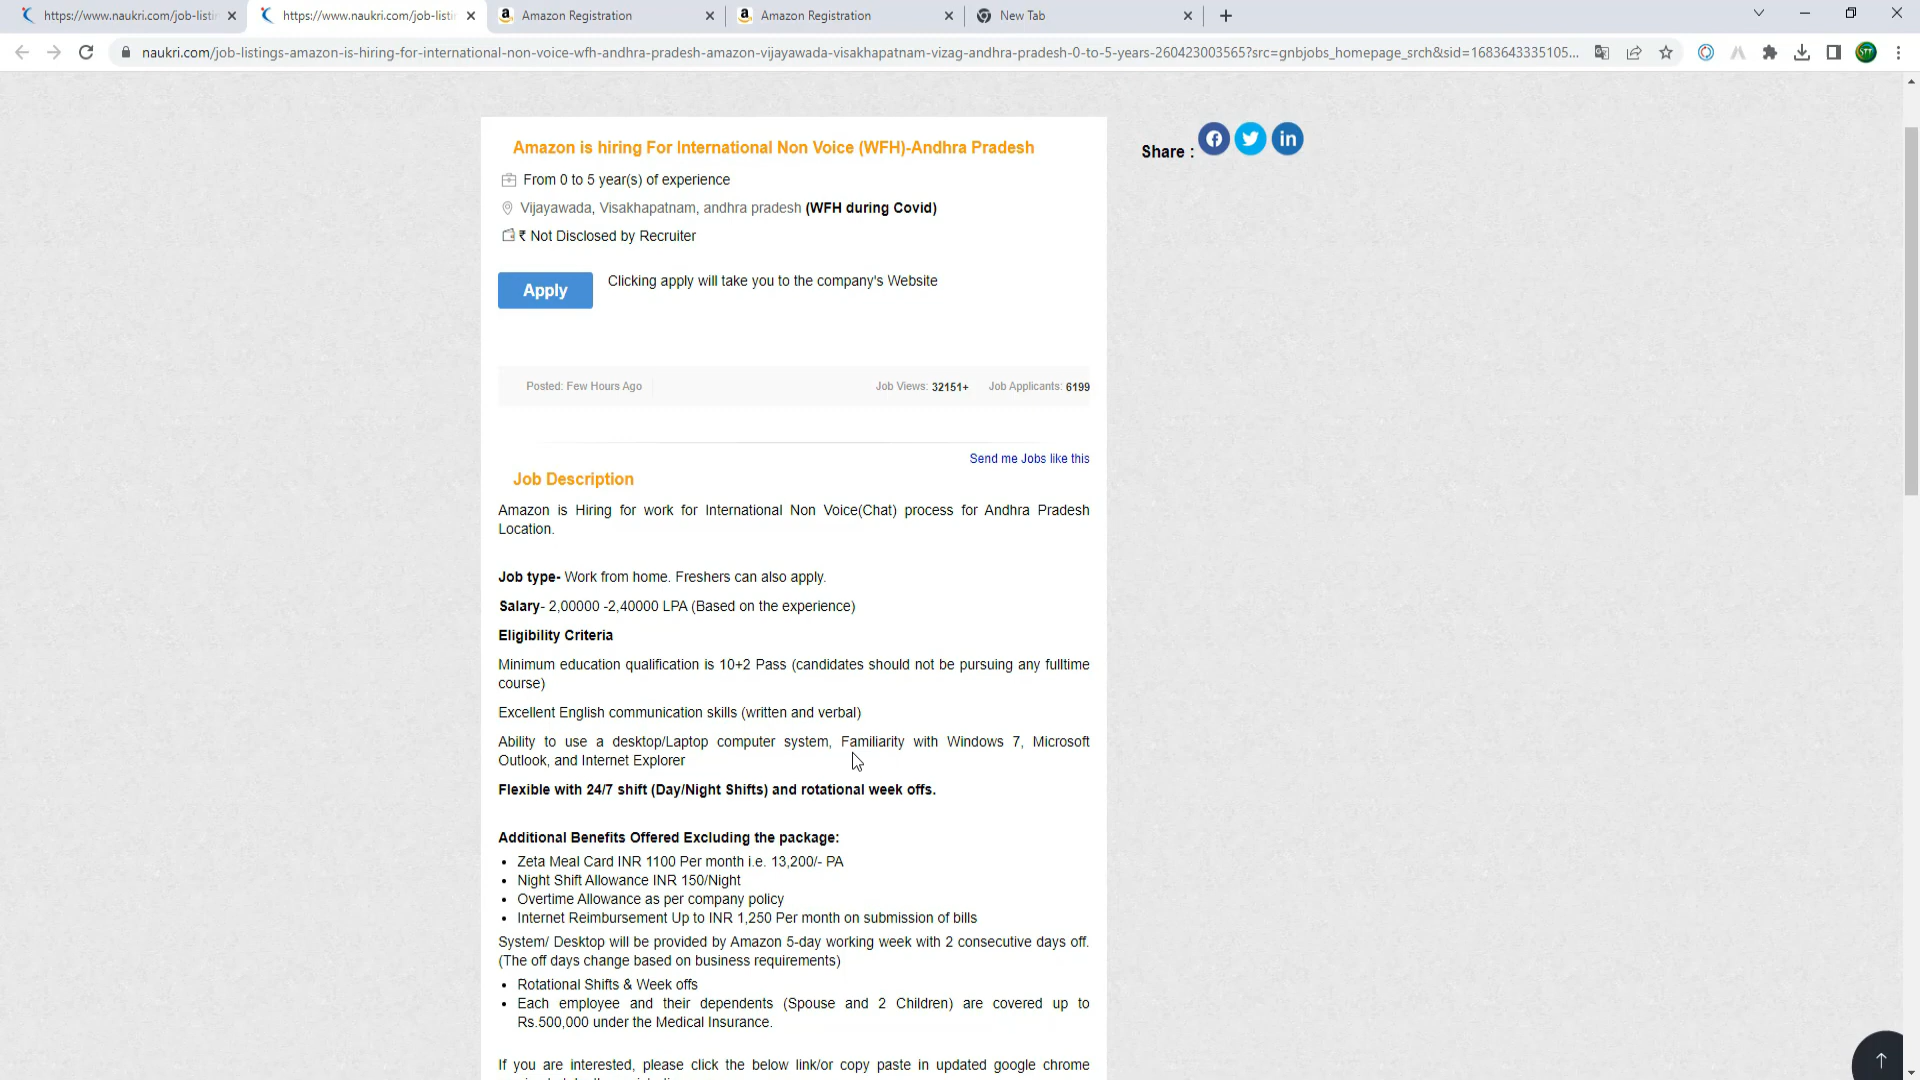 https://www.naukri.com/job-listi
https://www.naukri.com/job-listi
Amazon Registration
Amazon Registration
New Tab
naukri.com/job-listings-amazon-is-hiring-for-international-non-voice-wfh-andhra-pradesh-amazon-vijayawada-visakhapatnam-vizag-andhra-pradesh-0-to-5-years-260423003565?src=gnbjobs_homepage_srch&sid=1683643335105...
Amazon is hiring For International Non Voice (WFH)-Andhra Pradesh
Share :
From 0 to 5 year(s) of experience
Vijayawada, Visakhapatnam, andhra pradesh (WFH during Covid)
₹ Not Disclosed by Recruiter
Apply
Clicking apply will take you to the company's Website
Posted: Few Hours Ago
Job Views: 32151+
Job Applicants: 6199
Send me Jobs like this
Job Description
Amazon is Hiring for work for International Non Voice(Chat) process for Andhra Pradesh
Location.
Job type- Work from home. Freshers can also apply.
Salary- 2,00000 -2,40000 LPA (Based on the experience)
Eligibility Criteria
Minimum education qualification is 10+2 Pass (candidates should not be pursuing any fulltime
course)
Excellent English communication skills (written and verbal)
Ability to use a desktop/Laptop computer system, Familiarity with Windows 7, Microsoft
Outlook, and Internet Explorer
Flexible with 24/7 shift (Day/Night Shifts) and rotational week offs.
Additional Benefits Offered Excluding the package:
• Zeta Meal Card INR 1100 Per month i.e. 13,200/- PA
• Night Shift Allowance INR 150/Night
• Overtime Allowance as per company policy
• Internet Reimbursement Up to INR 1,250 Per month on submission of bills
System/ Desktop will be provided by Amazon 5-day working week with 2 consecutive days off.
(The off days change based on business requirements)
• Rotational Shifts & Week offs
• Each employee and their dependents (Spouse and 2 Children) are covered up to
Rs.500,000 under the Medical Insurance.
If you are interested, please click the below link/or copy paste in updated google chrome